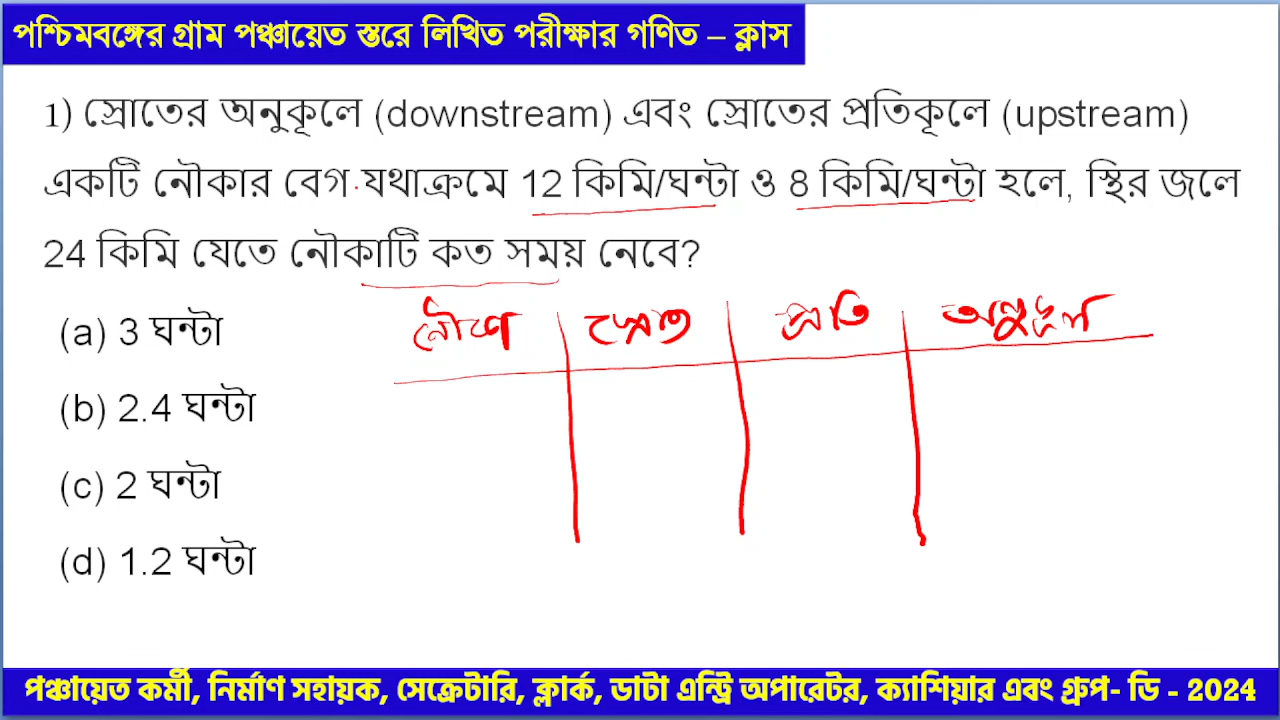 পশ্চিমবঙ্গের গ্রাম পঞ্চায়েত স্তরে লিখিত পরীক্ষার গণিত – ক্লাস
1) স্রোতের অনুকূলে (downstream) এবং স্রোতের প্রতিকূলে (upstream)
একটি নৌকার বেগ যথাক্রমে 12 কিমি/ঘন্টা ও 8 কিমি/ঘন্টা হলে, স্থির জলে
24 কিমি যেতে নৌকাটি কত সময় নেবে?
নৌকা স্রোত প্রতি অনুকূল
(a) 3 ঘন্টা
(b) 2.4 ঘন্টা
(c) 2 ঘন্টা
(d) 1.2 ঘন্টা
পঞ্চায়েত কর্মী, নির্মাণ সহায়ক, সেক্রেটারি, ক্লার্ক, ডাটা এন্ট্রি অপারেটর, ক্যাশিয়ার এবং গ্রুপ- ডি - 2024